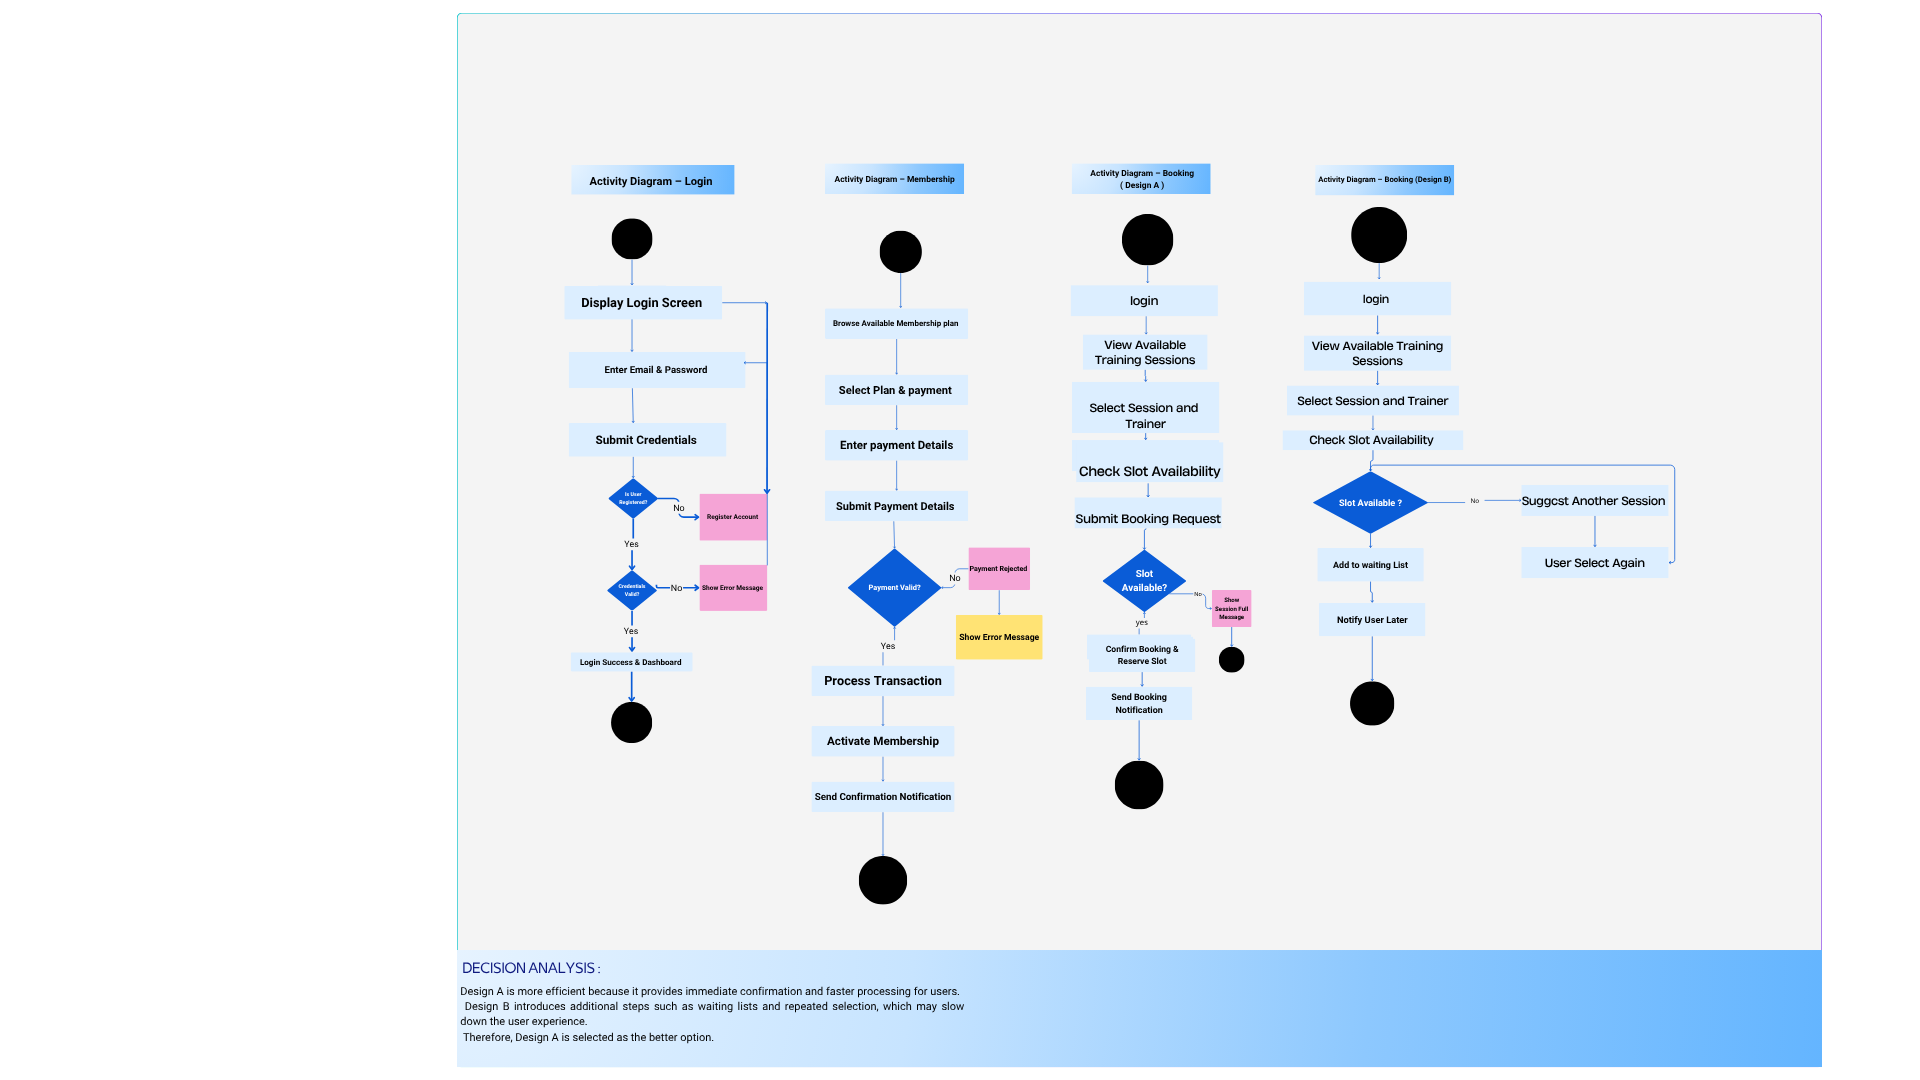 Activity Diagram – Login
Display Login Screen
Enter Email & Password
Submit Credentials
Is User
Registered?
No
Register Account
Yes
Credentials
Valid?
No
Show Error Message
Yes
Login Success & Dashboard
Activity Diagram – Membership
Browse Available Membership plan
Select Plan & payment
Enter payment Details
Submit Payment Details
Payment Valid?
No
Payment Rejected
Show Error Message
Yes
Process Transaction
Activate Membership
Send Confirmation Notification
Activity Diagram – Booking
( Design A )
login
View Available
Training Sessions
Select Session and
Trainer
Check Slot Availability
Submit Booking Request
Slot
Available?
No
Show
Session Full
Message
yes
Confirm Booking &
Reserve Slot
Send Booking
Notification
Activity Diagram – Booking (Design B)
login
View Available Training
Sessions
Select Session and Trainer
Check Slot Availability
Slot Available ?
No
Suggcst Another Session
User Select Again
Add to waiting List
Notify User Later
DECISION ANALYSIS :
Design A is more efficient because it provides immediate confirmation and faster processing for users.
Design B introduces additional steps such as waiting lists and repeated selection, which may slow
down the user experience.
Therefore, Design A is selected as the better option.